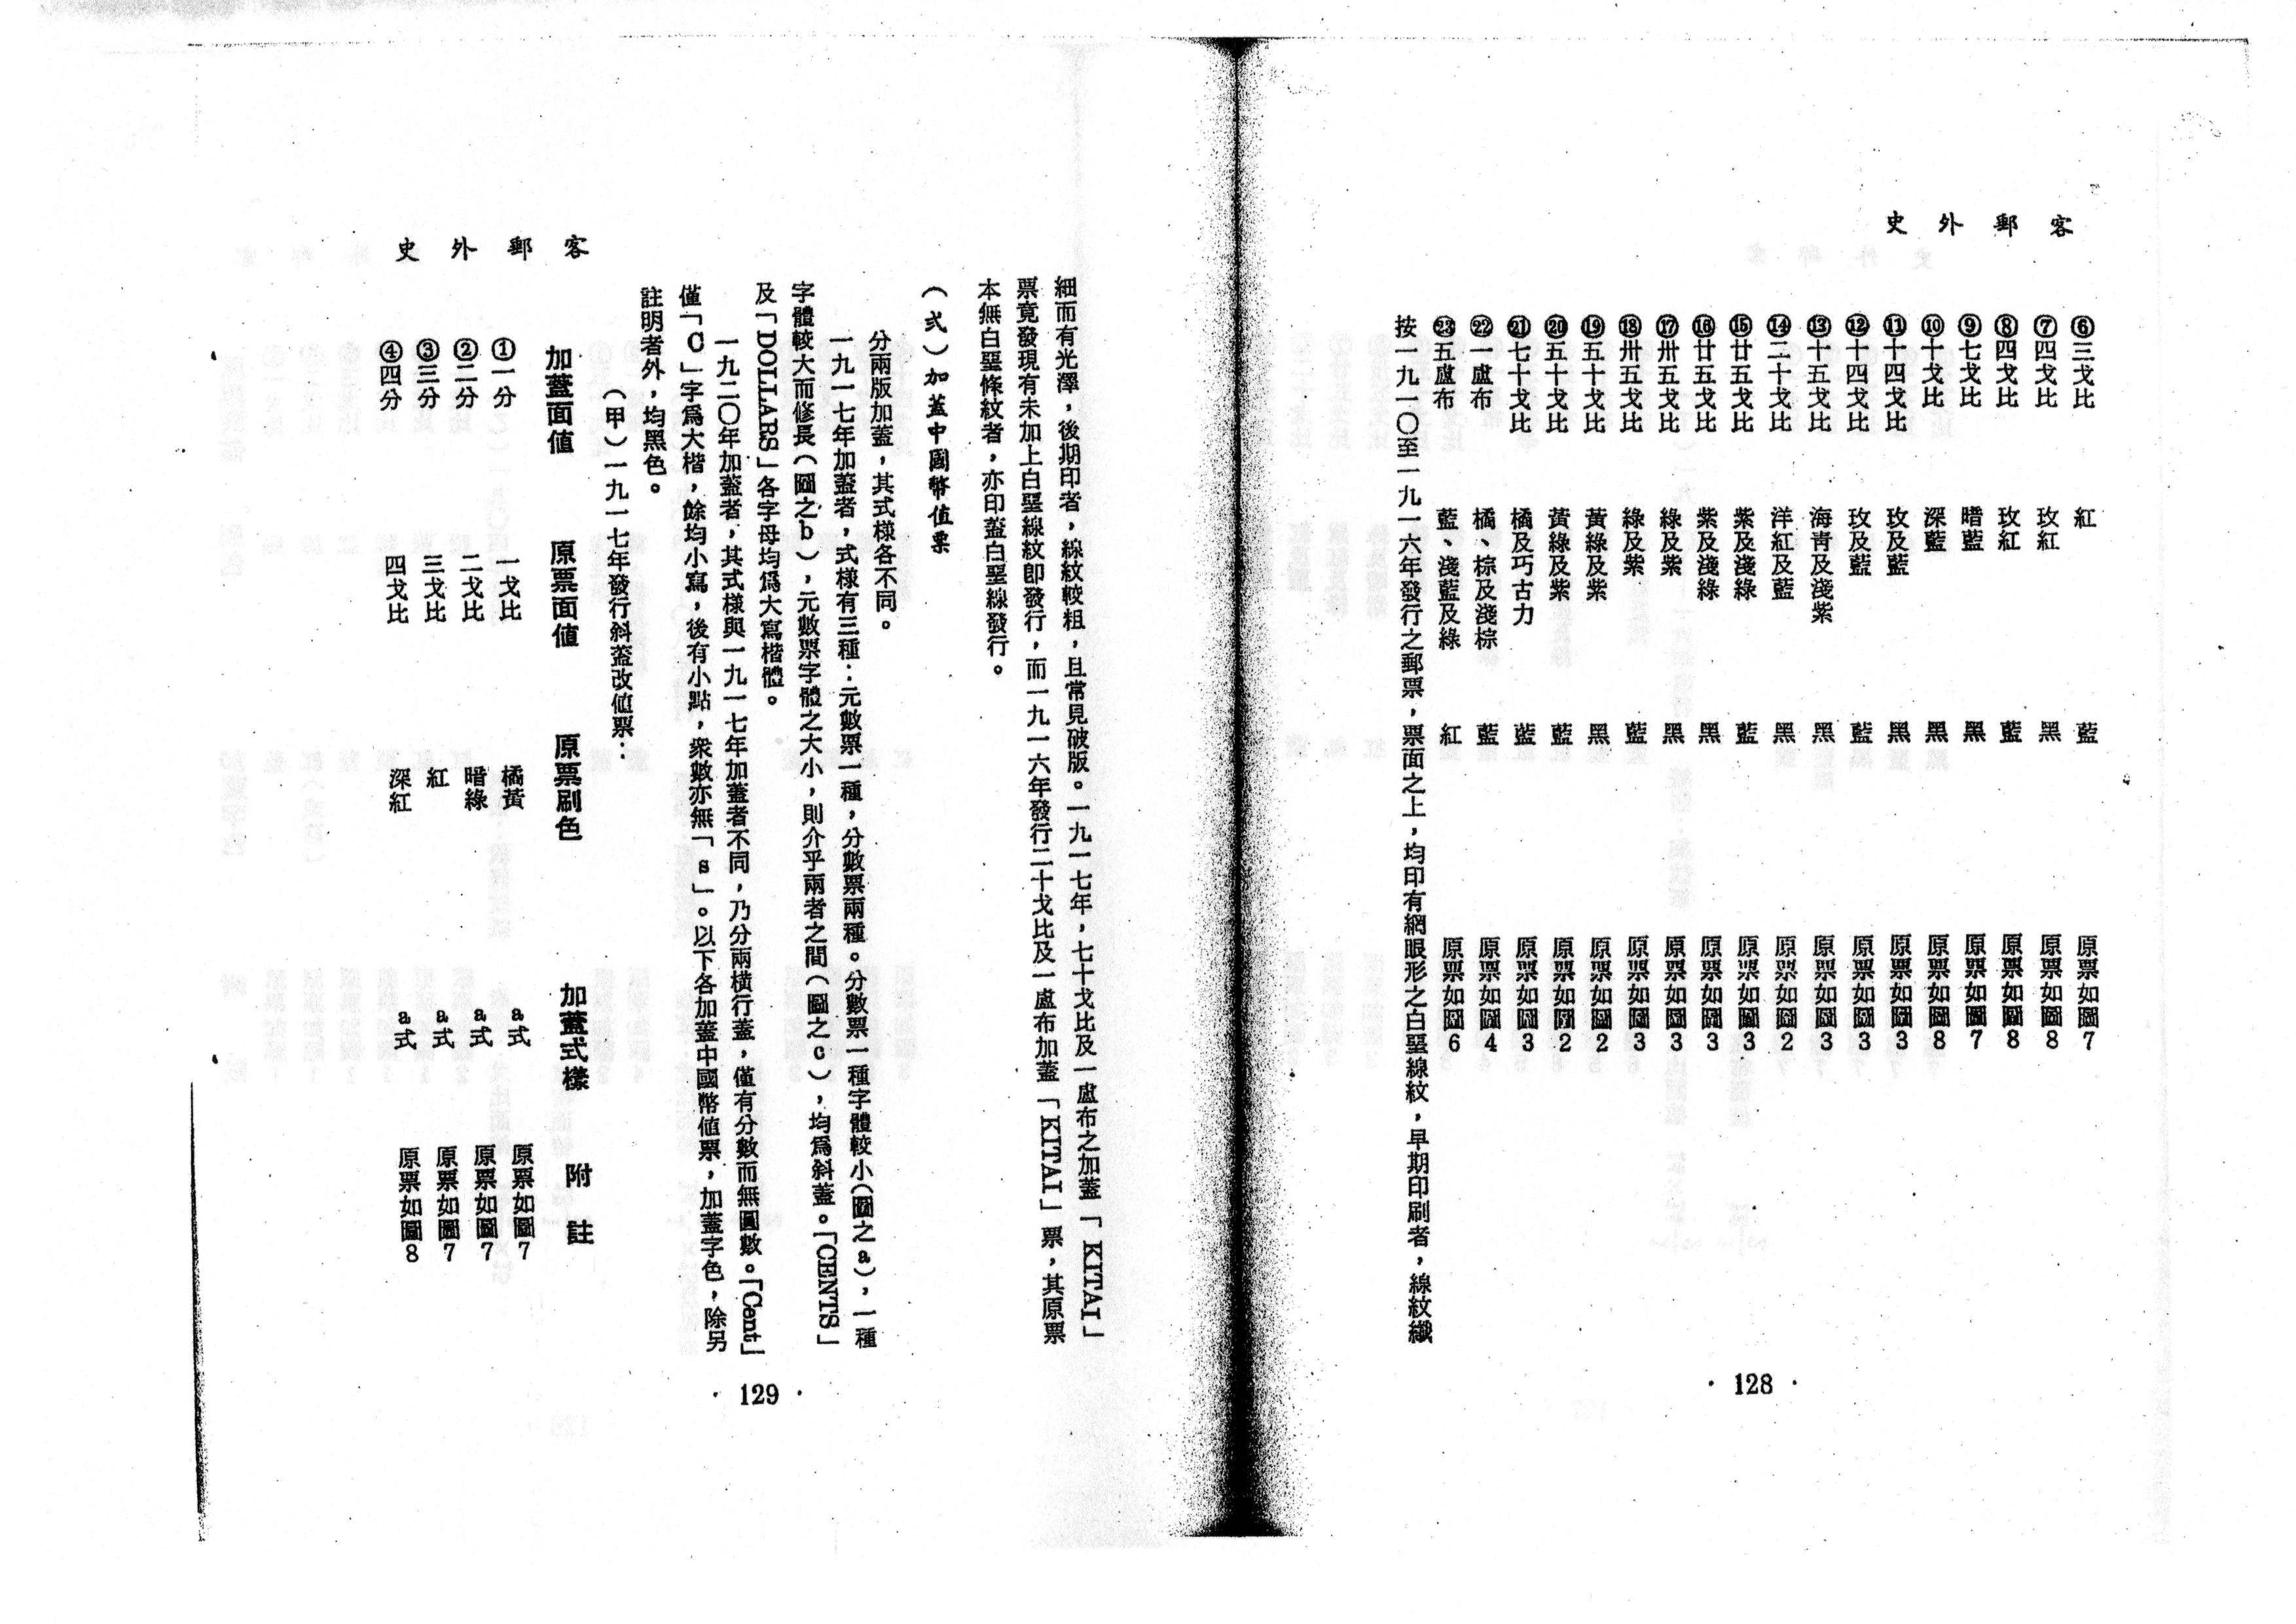 客郵外史
⑥三戈比 紅 藍 原票如圖7
⑦四戈比 玫紅 黑 原票如圖8
⑧四戈比 玫紅 藍 原票如圖8
⑨七戈比 暗藍 黑 原票如圖7
⑩十戈比 深藍 黑 原票如圖8
⑪十四戈比 玫及藍 黑 原票如圖3
⑫十四戈比 玫及藍 藍 原票如圖3
⑬十五戈比 海青及淺紫 黑 原票如圖3
⑭二十戈比 洋紅及藍 黑 原票如圖2
⑮廿五戈比 紫及淺綠 藍 原票如圖3
⑯廿五戈比 紫及淺綠 黑 原票如圖3
⑰卅五戈比 綠及紫 黑 原票如圖3
⑱卅五戈比 綠及紫 藍 原票如圖3
⑲五十戈比 黃綠及紫 黑 原票如圖2
⑳五十戈比 黃綠及紫 藍 原票如圖2
㉑七十戈比 橘及巧古力 藍 原票如圖3
㉒一盧布 橘、棕及淺棕 藍 原票如圖4
㉓五盧布 藍、淺藍及綠 紅 原票如圖6
按一九一〇至一九一六年發行之郵票，票面之上，均印有網眼形之白堊線紋，早期印刷者，線紋纖
·128·
客郵外史
細而有光澤，後期印者，線紋較粗，且常見破版。一九一七年，七十戈比及一盧布之加蓋「KITAI」
票竟發現有未加上白堊線紋卽發行，而一九一六年發行二十戈比及一盧布加蓋「KITAI」票，其原票
本無白堊條紋者，亦印蓋白堊線發行。
（弍）加蓋中國幣值票
分兩版加蓋，其式樣各不同。
一九一七年加蓋者，式樣有三種：元數票一種，分數票兩種。分數票一種字體較小（圖之a），一種
字體較大而修長（圖之b），元數票字體之大小，則介乎兩者之間（圖之c），均爲斜蓋。「CENTS」
及「DOLLARS」各字母均爲大寫楷體。
一九二〇年加蓋者，其式樣與一九一七年加蓋者不同，乃分兩橫行蓋，僅有分數而無圓數。「Cent」
僅「C」字爲大楷，餘均小寫，後有小點，衆數亦無「s」。以下各加蓋中國幣值票，加蓋字色，除另
註明者外，均黑色。
（甲）一九一七年發行斜蓋改值票：
加蓋面值 原票面值 原票刷色 加蓋式樣 附註
①一分 一戈比 橘黃 a式 原票如圖7
②二分 二戈比 暗綠 a式 原票如圖7
③三分 三戈比 紅 a式 原票如圖7
④四分 四戈比 深紅 a式 原票如圖8
·129·